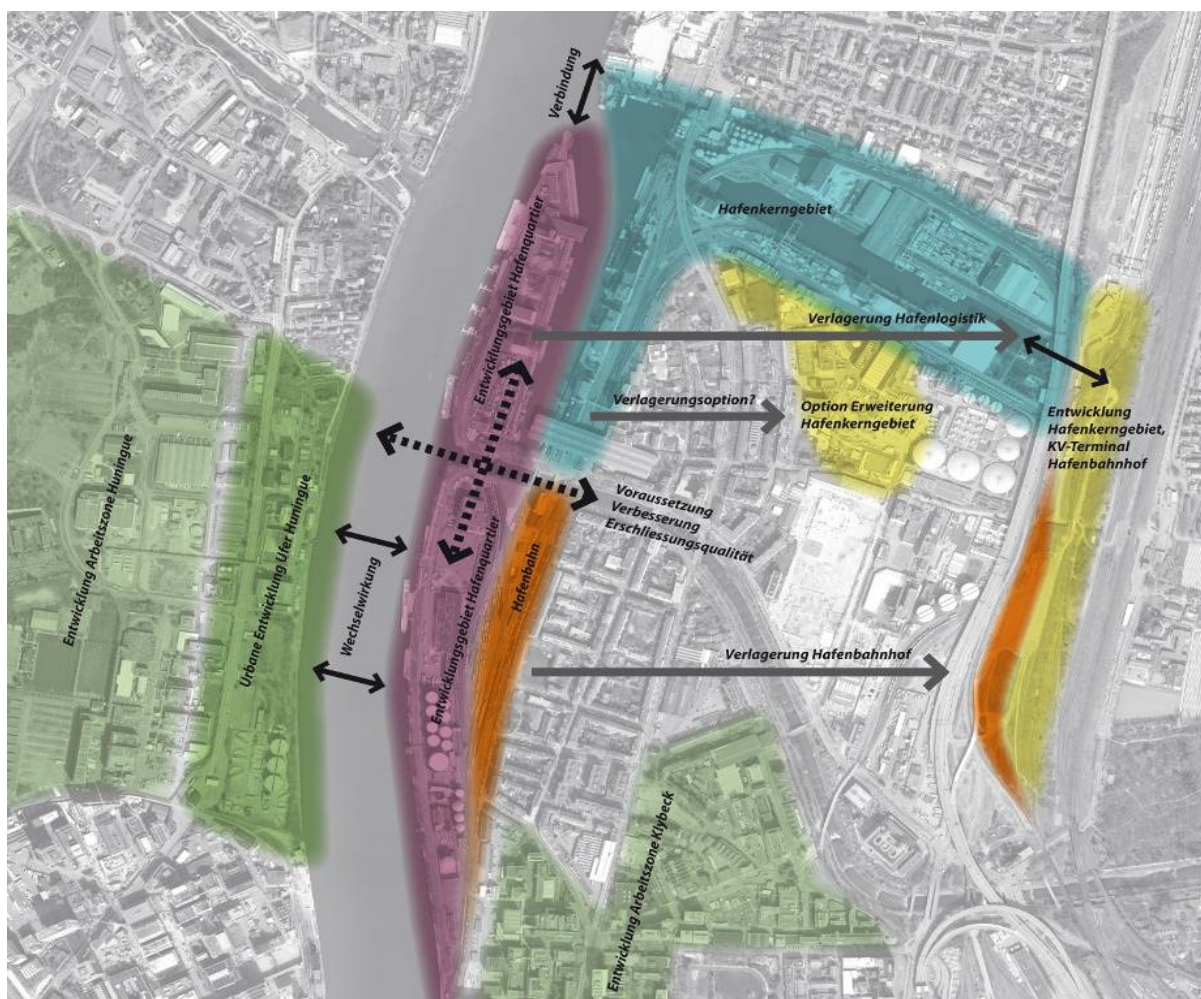 Verbindung
Entwicklungsgebiet Hafenquartier
Hafenkerngebiet
Verlagerung Hafenlogistik
Verlagerungsoption?
Option Erweiterung
Hafenkerngebiet
Entwicklung
Hafenkerngebiet,
KV-Terminal
Hafenbahnhof
Voraussetzung
Verbesserung
Erschliessungsqualität
Entwicklung Arbeitszone Huningue
Urbane Entwicklung Ufer Huningue
Wechselwirkung
Entwicklungsgebiet Hafenquartier
Hafenbahn
Verlagerung Hafenbahnhof
Entwicklung Arbeitszone Klybeck